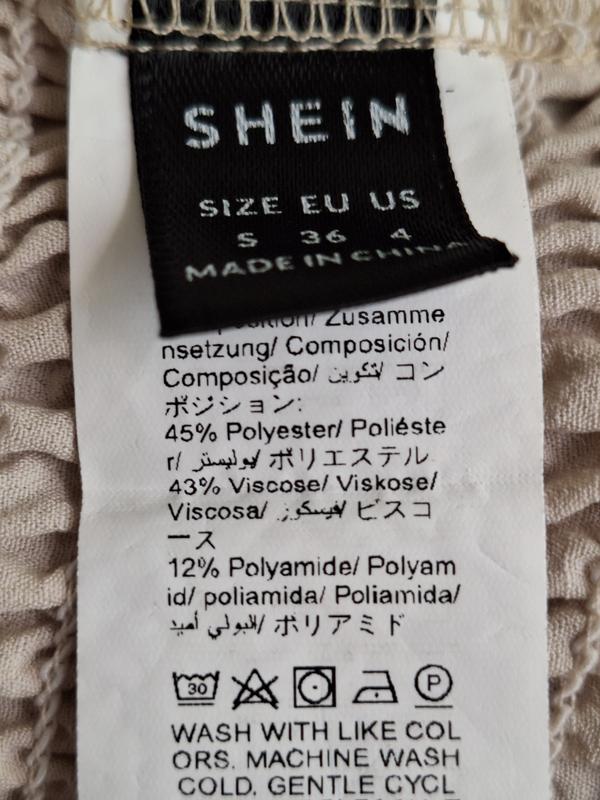 SHEIN
SIZE EU US
S 36 4
MADE IN CHINA
Zusamme
nsetzung/ Composición/
Composição/ تكوين/ コン
ポジション:
45% Polyester/ Poliéste
r/ بوليستر/ ポリエステル
43% Viscose/ Viskose/
Viscosa/ فيسكوز/ ビスコ
ース
12% Polyamide/ Polyam
id/ poliamida/ Poliamida/
البولي أميد/ ポリアミド
30 P
WASH WITH LIKE COL
ORS. MACHINE WASH
COLD. GENTLE CYCL